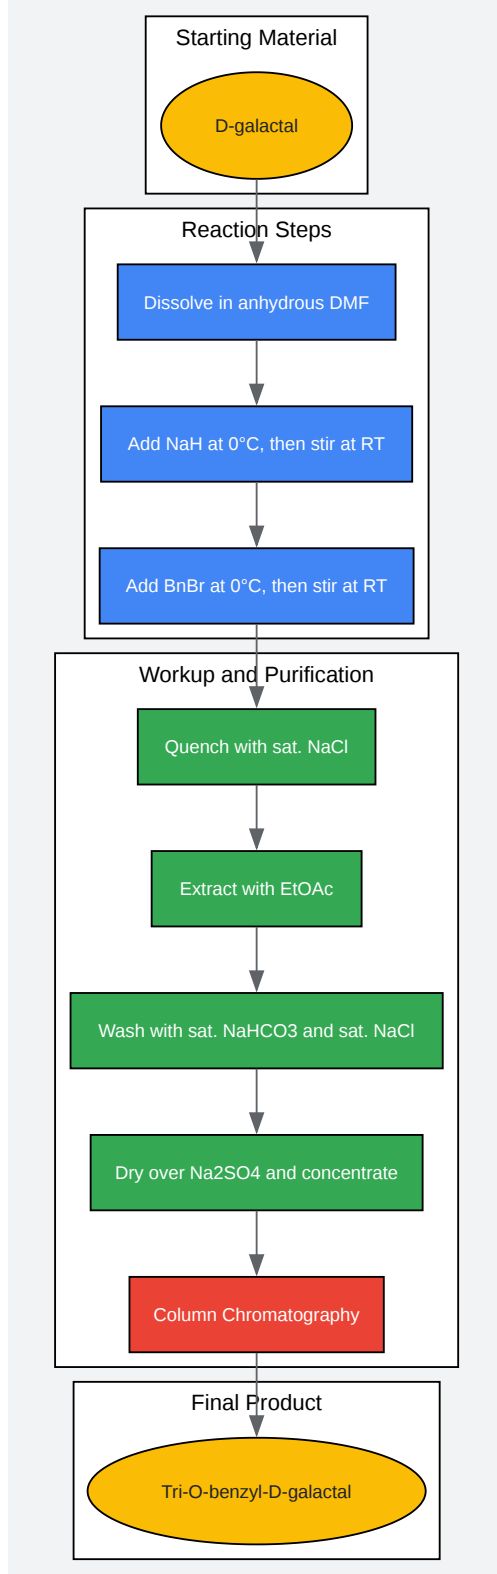 Starting Material
D-galactal
Reaction Steps
Dissolve in anhydrous DMF
Add NaH at 0°C, then stir at RT
Add BnBr at 0°C, then stir at RT
Workup and Purification
Quench with sat. NaCl
Extract with EtOAc
Wash with sat. NaHCO3 and sat. NaCl
Dry over Na2SO4 and concentrate
Column Chromatography
Final Product
Tri-O-benzyl-D-galactal